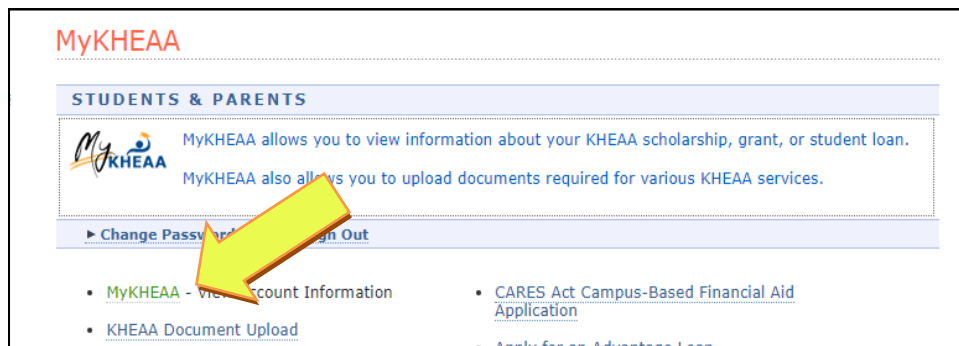 MyKHEAA
STUDENTS & PARENTS
My KHEAA
MyKHEAA allows you to view information about your KHEAA scholarship, grant, or student loan.
MyKHEAA also allows you to upload documents required for various KHEAA services.
Change Password gn Out
MyKHEAA - View Account Information
CARES Act Campus-Based Financial Aid
Application
KHEAA Document Upload